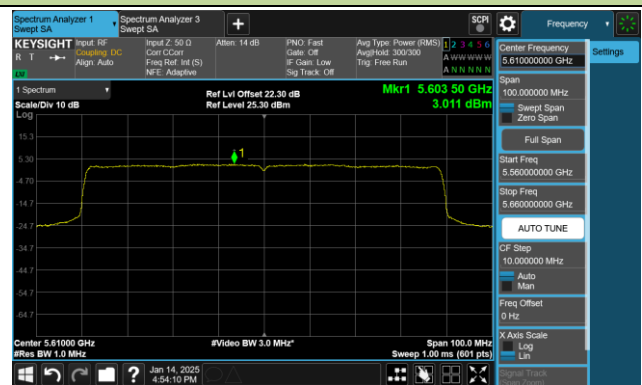 Spectrum Analyzer 1
Swept SA
Spectrum Analyzer 3
Swept SA
+
SCPI
Frequency
KEYSIGHT
R T
Input: RF
Coupling: DC
Align: Auto
Input Z: 50 Ω
Corr CCorr
Freq Ref: Int (S)
NFE: Adaptive
Atten: 14 dB
PNO: Fast
Gate: Off
IF Gain: Low
Sig Track: Off
Avg Type: Power (RMS)
Avg|Hold: 300/300
Trig: Free Run
1 2 3 4 5 6
A W W W W W
A N N N N N
1 Spectrum
Scale/Div 10 dB
Log
Ref Lvl Offset 22.30 dB
Ref Level 25.30 dBm
Mkr1 5.603 50 GHz
3.011 dBm
15.3
5.30
-4.70
-14.7
-24.7
-34.7
-44.7
-54.7
-64.7
1
Center 5.61000 GHz
#Res BW 1.0 MHz
#Video BW 3.0 MHz*
Span 100.0 MHz
Sweep 1.00 ms (601 pts)
?
Jan 14, 2025
4:54:10 PM
Center Frequency
5.610000000 GHz
Settings
Span
100.000000 MHz
Swept Span
Zero Span
Full Span
Start Freq
5.560000000 GHz
Stop Freq
5.660000000 GHz
AUTO TUNE
CF Step
10.000000 MHz
Auto
Man
Freq Offset
0 Hz
X Axis Scale
Log
Lin
Signal Track
(Span Zoom)